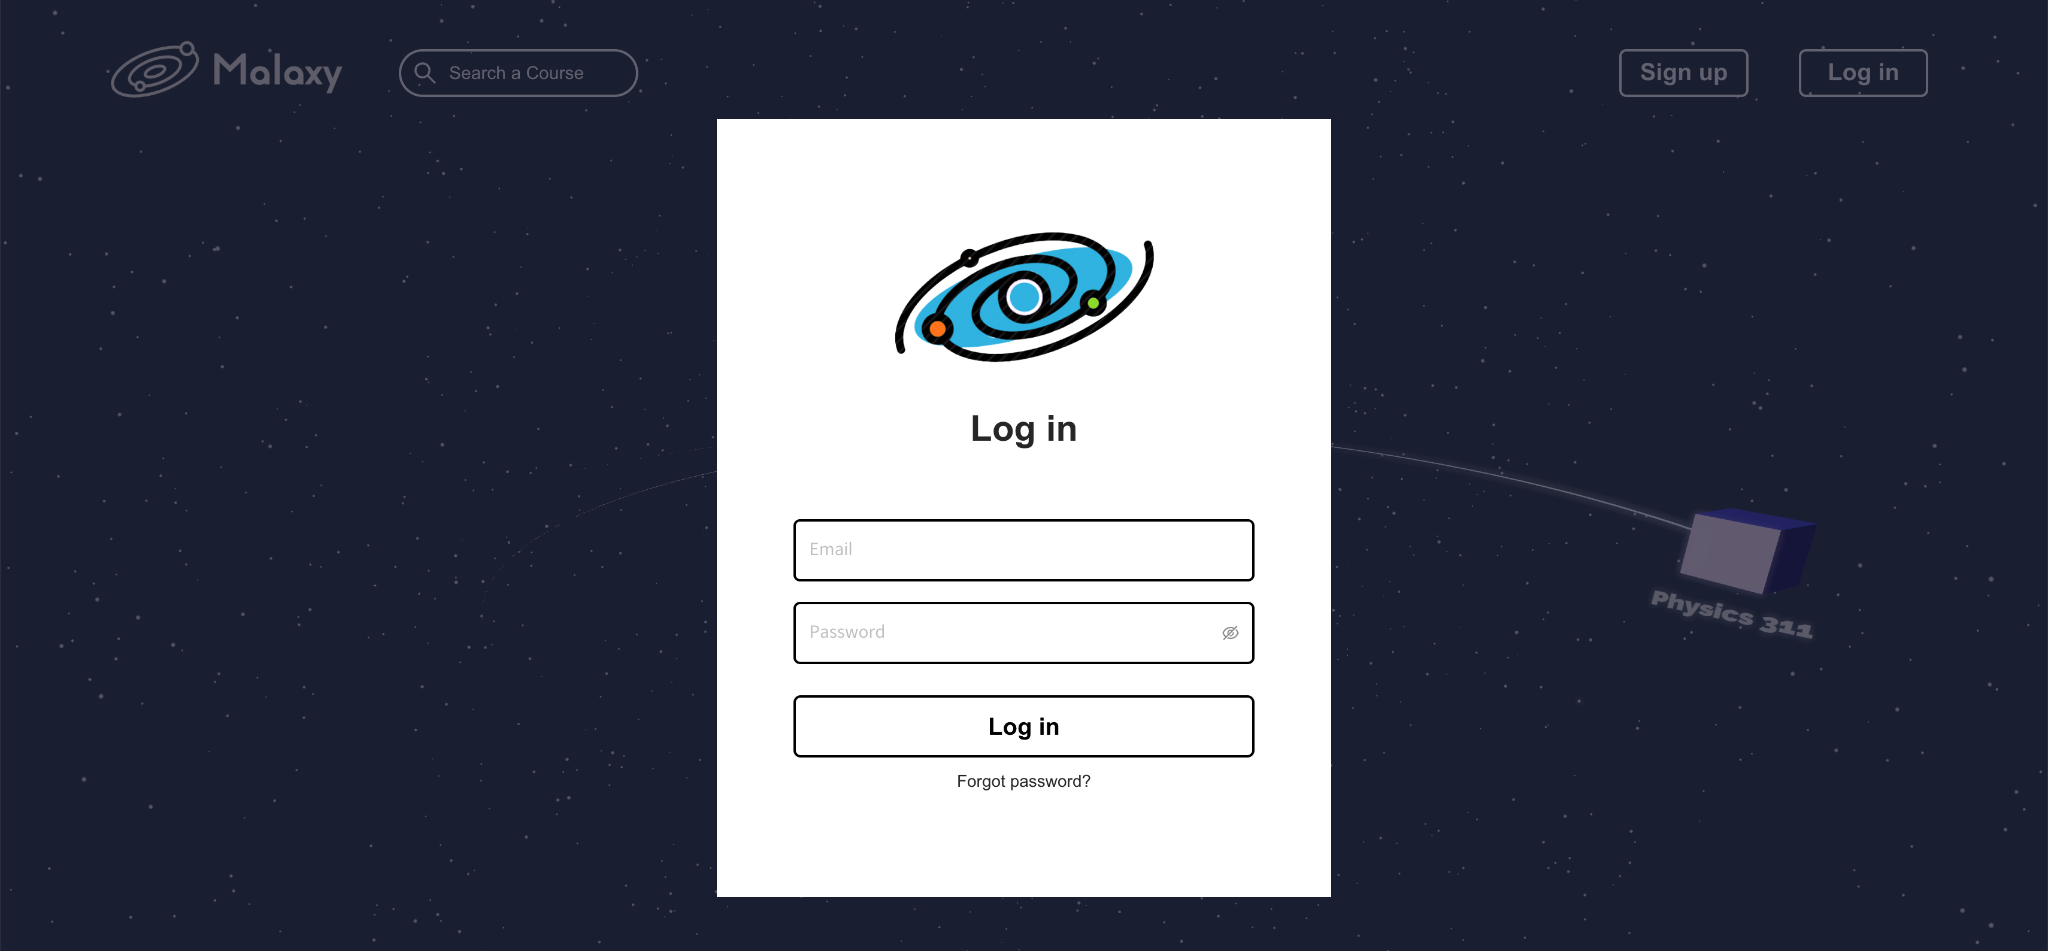 Malaxy
Search a Course
Sign up
Log in
Log in
Email
Password
Log in
Forgot password?
Physics 311